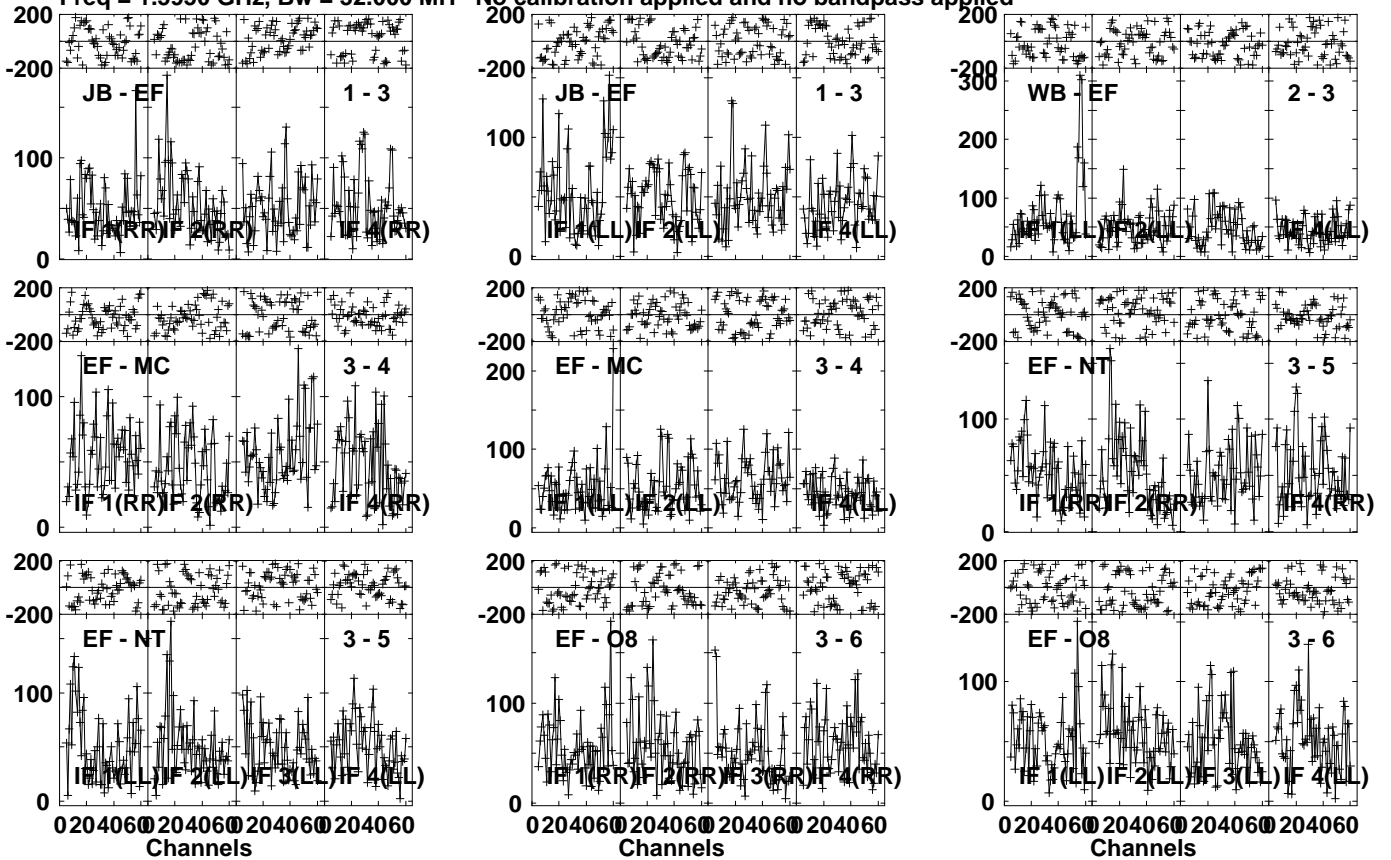 Freq = 1.5950 GHz, Bw = 32.000 MH No calibration applied and no bandpass applied
200
-200
JB - EF 1 - 3
100
0
IF 1(RR) IF 2(RR) IF 4(RR)
JB - EF 1 - 3
100
0
IF 1(LL) IF 2(LL) IF 4(LL)
-200
300
WB - EF 2 - 3
200
100
0
IF 1(LL) IF 2(LL) IF 4(LL)
200
-200
EF - MC 3 - 4
100
0
IF 1(RR) IF 2(RR) IF 4(RR)
EF - MC 3 - 4
200
100
0
IF 1(LL) IF 2(LL) IF 4(LL)
200
-200
EF - NT 3 - 5
100
0
IF 1(RR) IF 2(RR) IF 4(RR)
200
-200
EF - NT 3 - 5
100
0
IF 1(LL) IF 2(LL) IF 3(LL) IF 4(LL)
EF - O8 3 - 6
100
0
IF 1(RR) IF 2(RR) IF 3(RR) IF 4(RR)
200
-200
EF - O8 3 - 6
100
0
IF 1(LL) IF 2(LL) IF 3(LL) IF 4(LL)
0 20 40 60 0 20 40 60 0 20 40 60 0 20 40 60
Channels
0 20 40 60 0 20 40 60 0 20 40 60 0 20 40 60
Channels
0 20 40 60 0 20 40 60 0 20 40 60 0 20 40 60
Channels